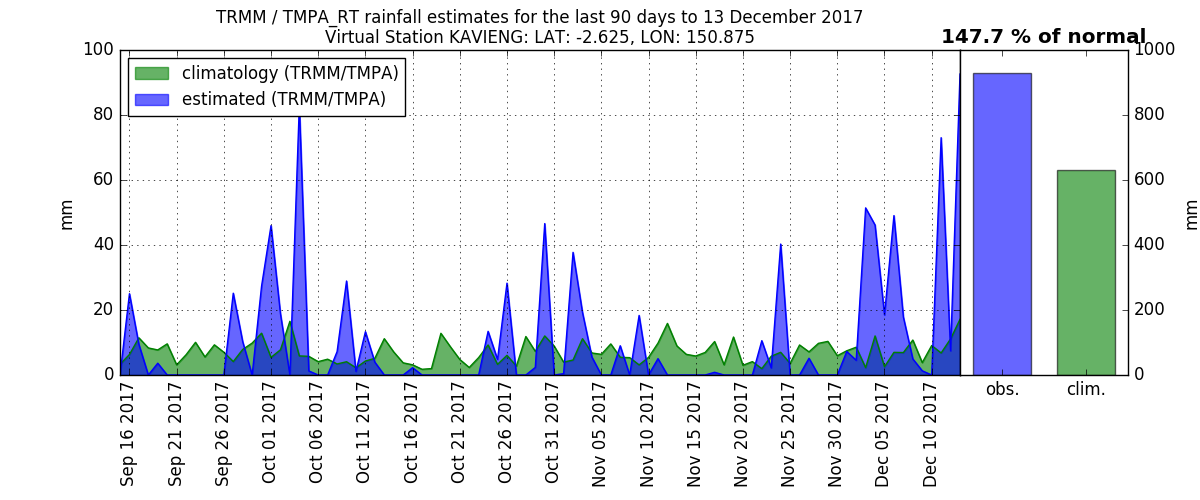 TRMM / TMPA_RT rainfall estimates for the last 90 days to 13 December 2017
Virtual Station KAVIENG: LAT: -2.625, LON: 150.875
147.7 % of normal
climatology (TRMM/TMPA)
estimated (TRMM/TMPA)
100
80
60
40
20
0
mm
Sep 16 2017
Sep 21 2017
Sep 26 2017
Oct 01 2017
Oct 06 2017
Oct 11 2017
Oct 16 2017
Oct 21 2017
Oct 26 2017
Oct 31 2017
Nov 05 2017
Nov 10 2017
Nov 15 2017
Nov 20 2017
Nov 25 2017
Nov 30 2017
Dec 05 2017
Dec 10 2017
obs.
clim.
1000
800
600
400
200
0
mm